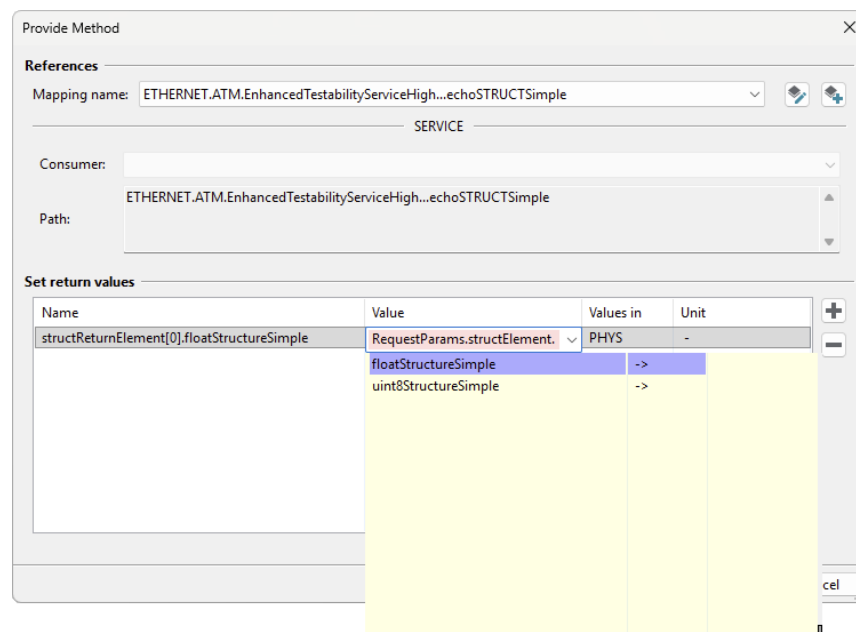 Provide Method
References
Mapping name: ETHERNET.ATM.EnhancedTestabilityServiceHigh...echoSTRUCTSimple
SERVICE
Consumer:
ETHERNET.ATM.EnhancedTestabilityServiceHigh...echoSTRUCTSimple
Path:
Set return values
Name Value Values in Unit
structReturnElement[0].floatStructureSimple RequestParams.structElement. PHYS -
floatStructureSimple ->
uint8StructureSimple ->
cel